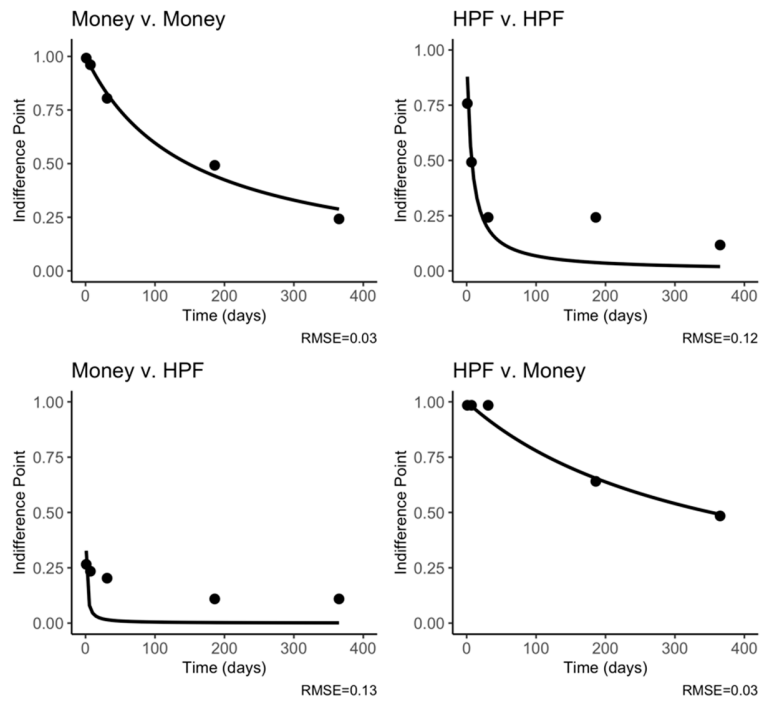 Money v. Money
1.00
0.75
0.50
0.25
0.00
Indifference Point
0 100 200 300 400
Time (days)
RMSE=0.03
HPF v. HPF
1.00
0.75
0.50
0.25
0.00
Indifference Point
0 100 200 300 400
Time (days)
RMSE=0.12
Money v. HPF
1.00
0.75
0.50
0.25
0.00
Indifference Point
0 100 200 300 400
Time (days)
RMSE=0.13
HPF v. Money
1.00
0.75
0.50
0.25
0.00
Indifference Point
0 100 200 300 400
Time (days)
RMSE=0.03